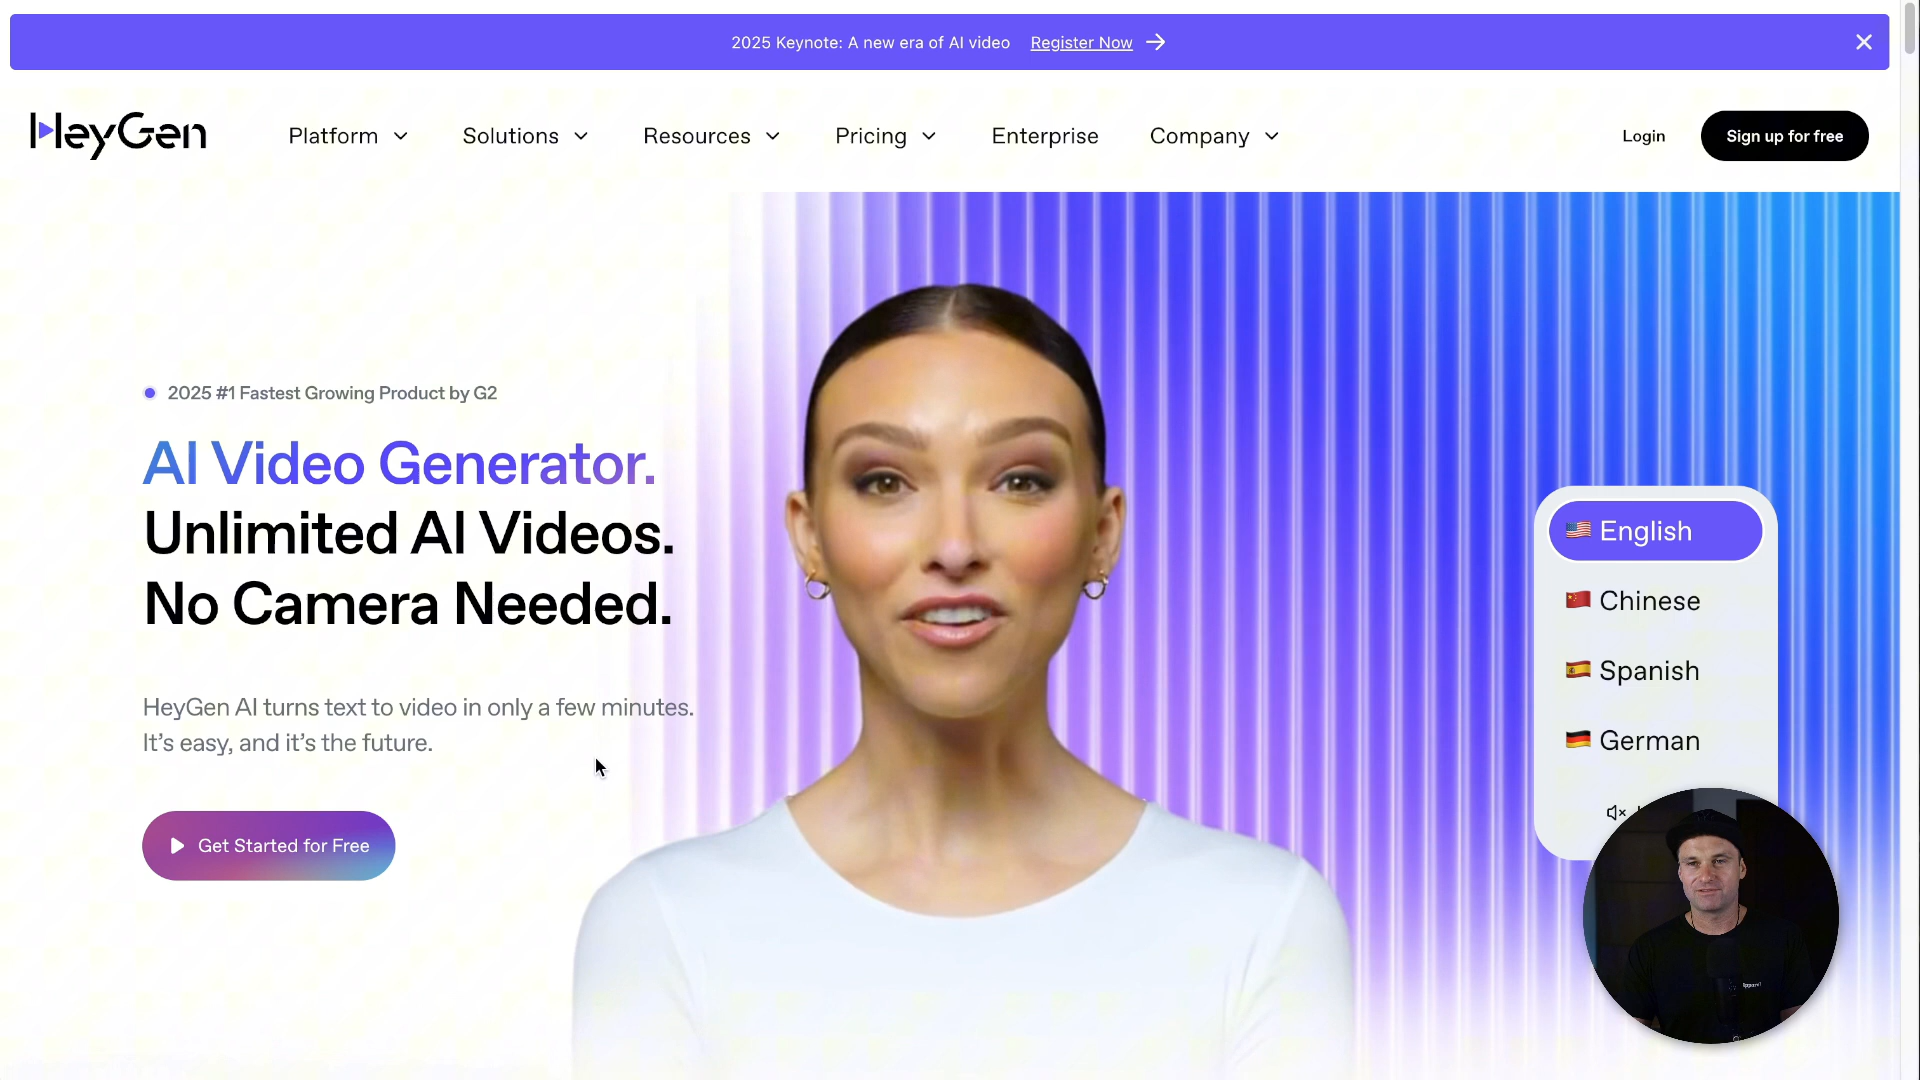 2025 Keynote: A new era of AI video Register Now
HeyGen
Platform
Solutions
Resources
Pricing
Enterprise
Company
Login
Sign up for free
2025 #1 Fastest Growing Product by G2
AI Video Generator.
Unlimited AI Videos.
No Camera Needed.
HeyGen AI turns text to video in only a few minutes.
It's easy, and it's the future.
Get Started for Free
English
Chinese
Spanish
German